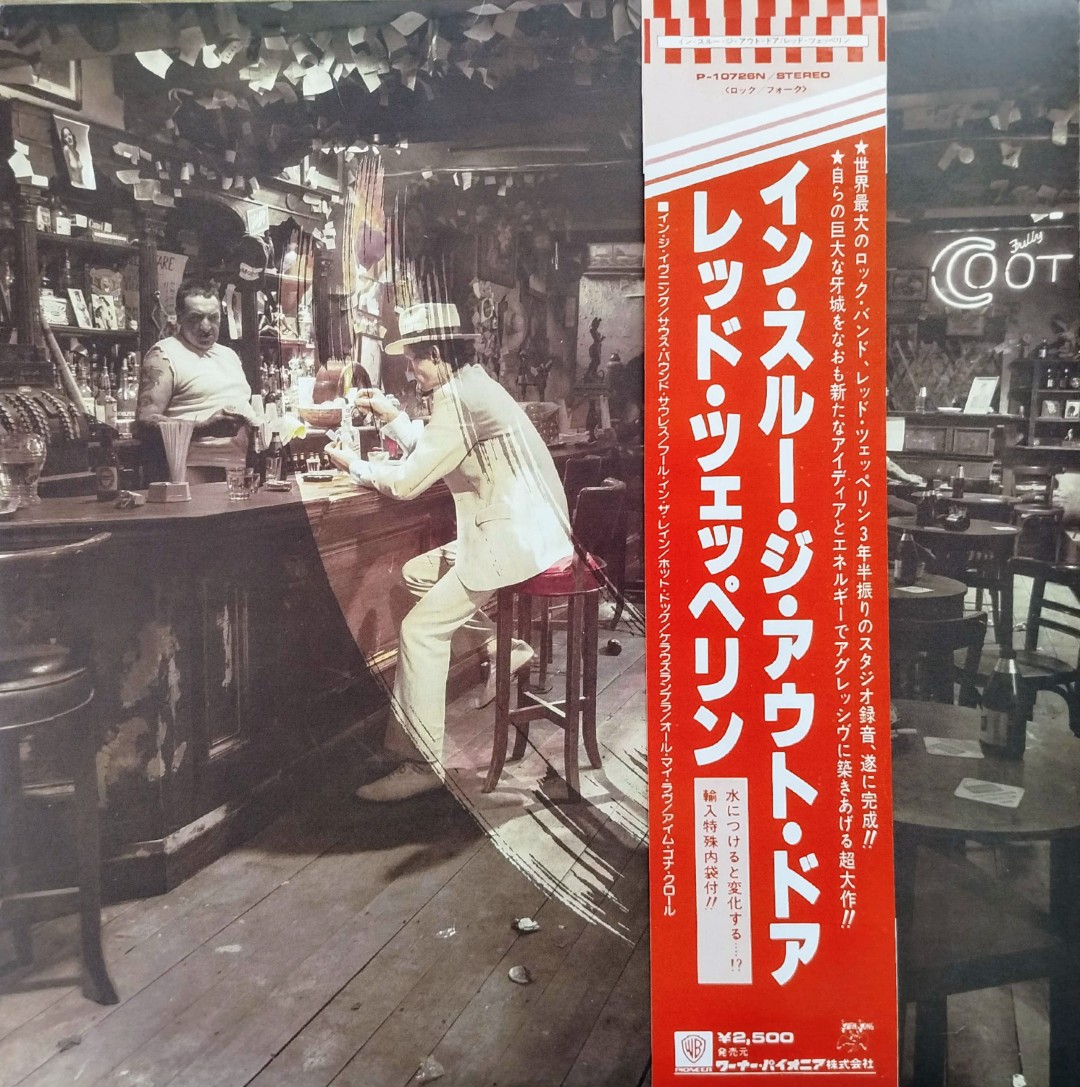 イン・スルー・ジ・アウト・ドア/レッド・ツェッペリン
P-10726N/STEREO
〈ロック/フォーク〉
★世界最大のロック・バンド、レッド・ツェッペリン3年半振りのスタジオ録音、遂に完成!!
★自らの巨大な牙城をなおも新たなアイディアとエネルギーでアグレッシヴに築きあげる超大作!!
イン・スルー・ジ・アウト・ドア
レッド・ツェッペリン
■イン・ジ・イヴニング/サウス・バウンド・サウレス/フール・イン・ザ・レイン/ホット・ドッグ/ケラウズランブラ/オール・マイ・ラヴ/アイム・ゴナ・クロール
水につけると変化する…!?
輸入特殊内袋付!!
WB
PIONEER
¥2,500
発売元
ワーナー・パイオニア株式会社
COOT